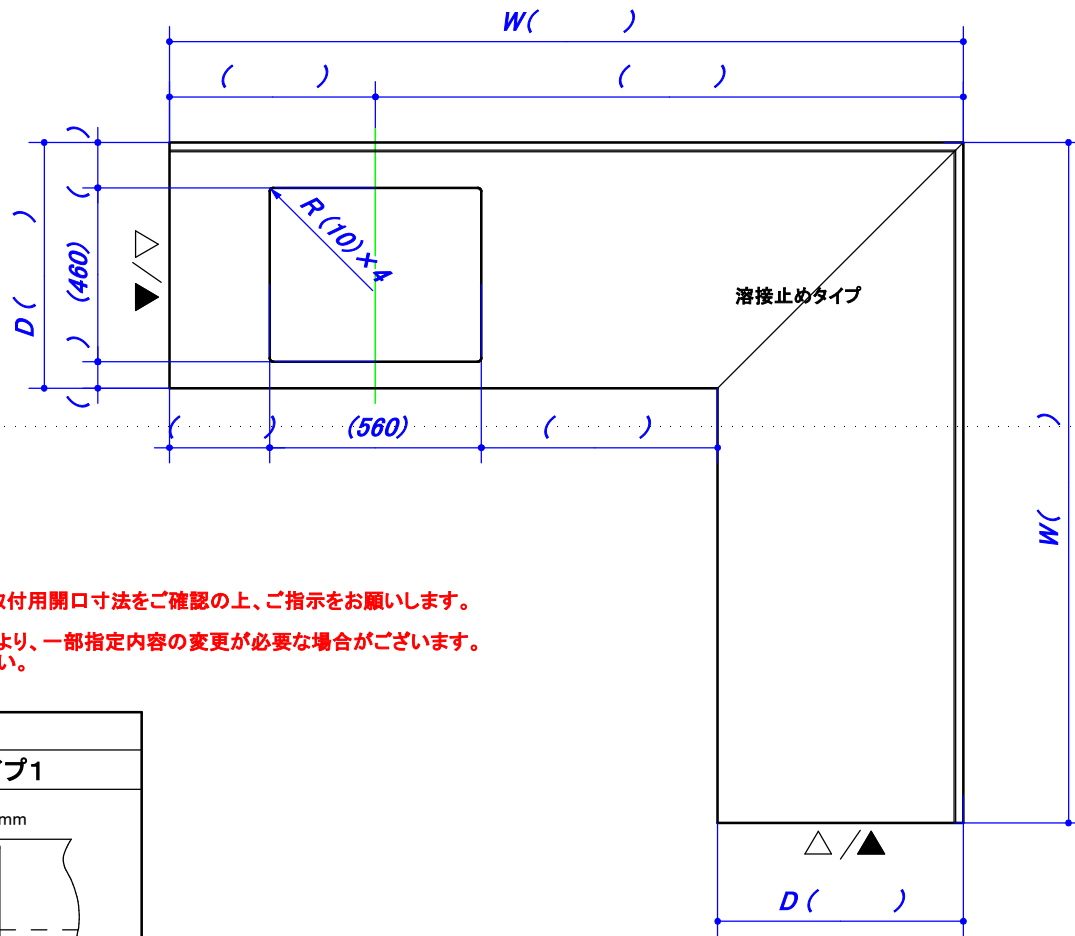 W(　　　)
(　　　) (　　　)
D(　　　)
(　　　)
(460)
(　　　)
R(10)×4
溶接止めタイプ
△/▲
(　　　) (560) (　　　)
W(　　　)
付用開口寸法をご確認の上、ご指示をお願いします。
より、一部指定内容の変更が必要な場合がございます。
い。
プ1
mm
△/▲
D(　　　)